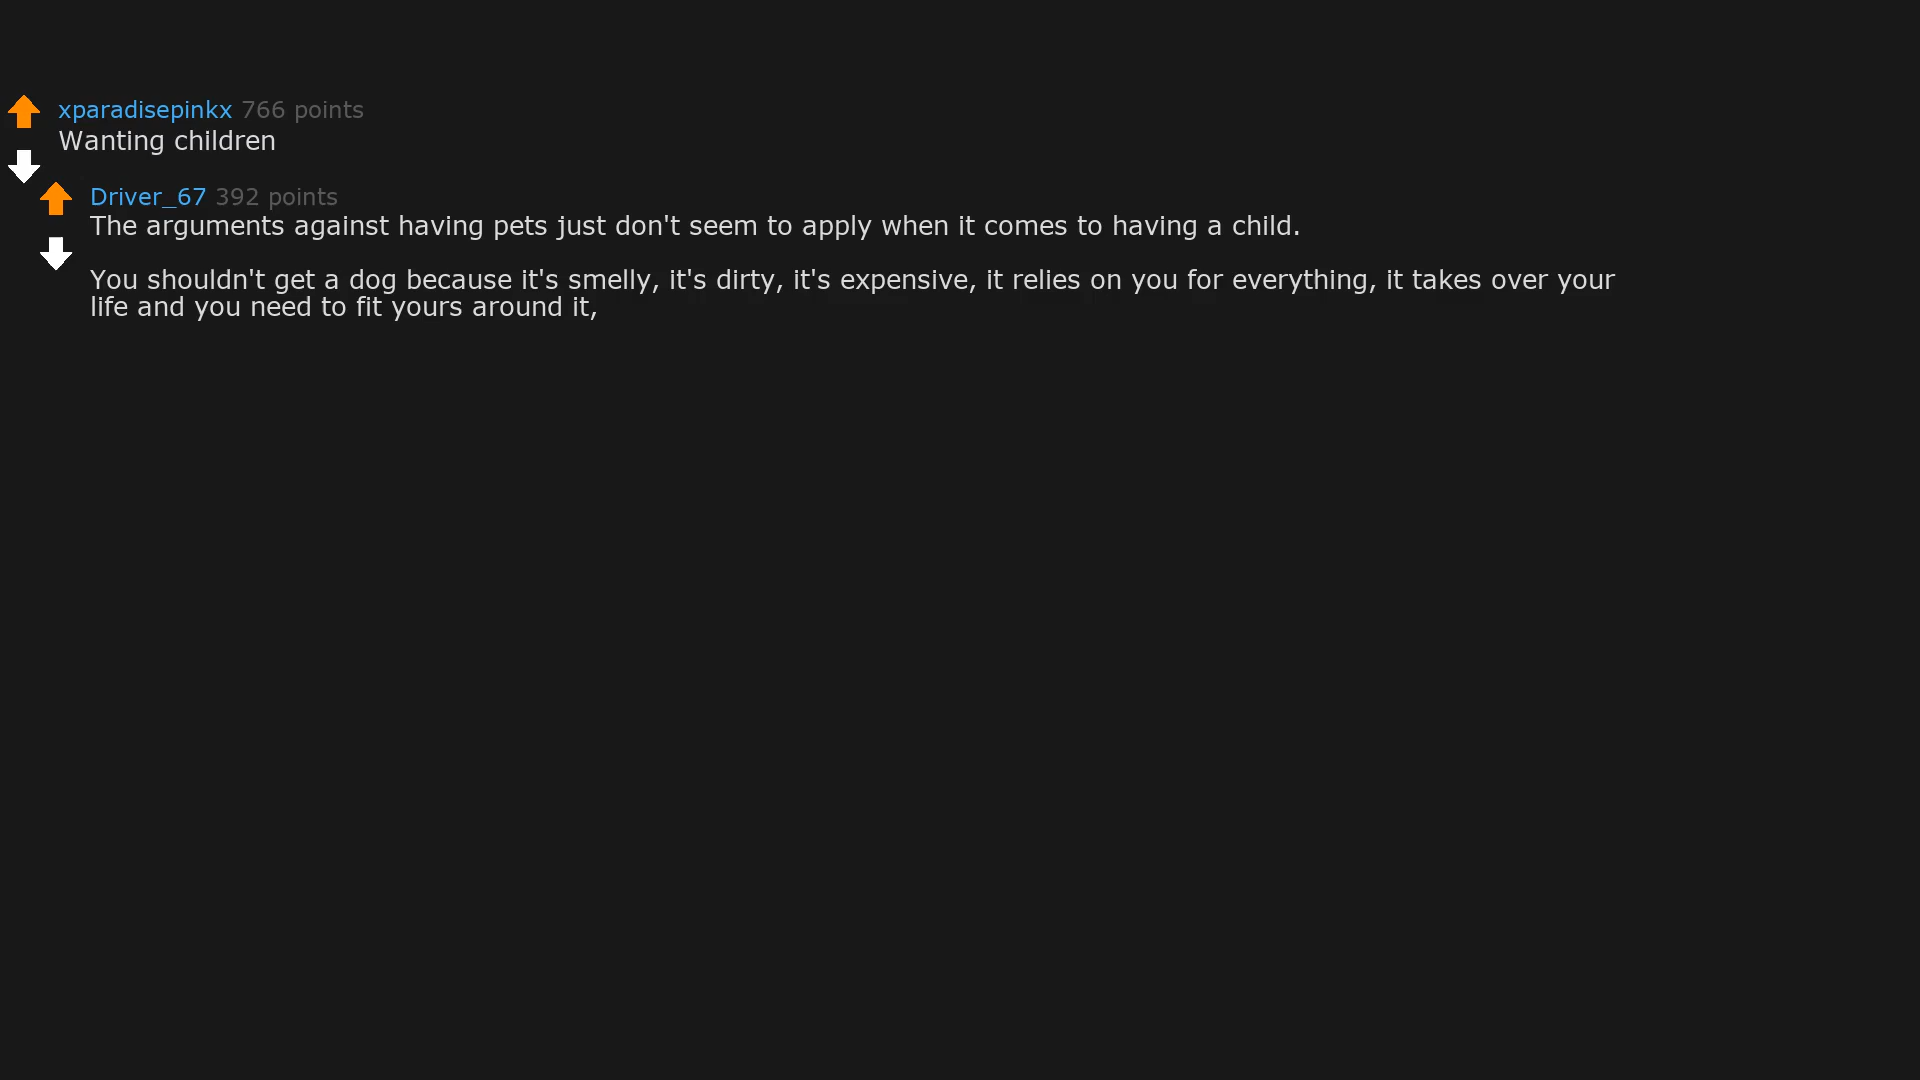 xparadisepinkx 766 points
Wanting children
Driver_67 392 points
The arguments against having pets just don't seem to apply when it comes to having a child.
You shouldn't get a dog because it's smelly, it's dirty, it's expensive, it relies on you for everything, it takes over your
life and you need to fit yours around it,